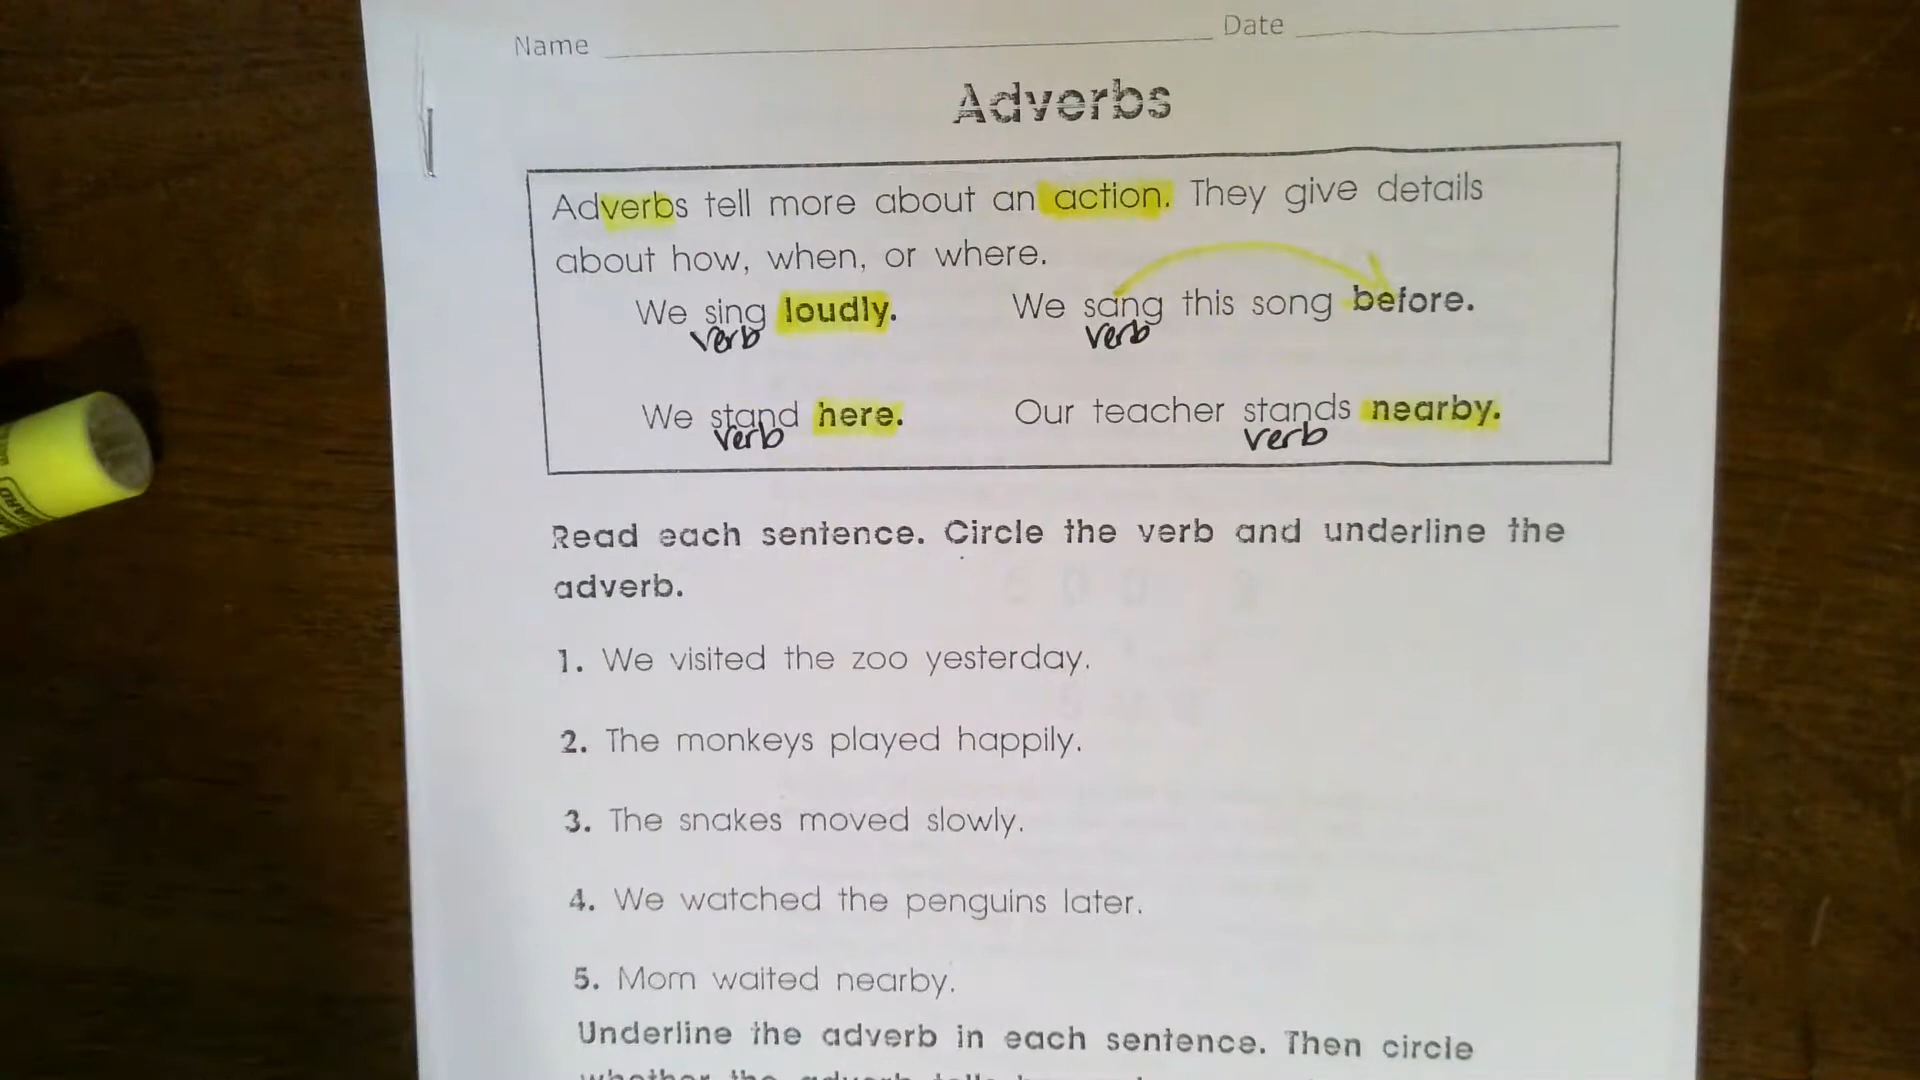 Name Date
Adverbs
Adverbs tell more about an action. They give details
about how, when, or where.
We sing loudly. We sang this song before.
verb verb
We stand here. Our teacher stands nearby.
verb verb
Read each sentence. Circle the verb and underline the
adverb.
1. We visited the zoo yesterday.
2. The monkeys played happily.
3. The snakes moved slowly.
4. We watched the penguins later.
5. Mom waited nearby.
Underline the adverb in each sentence. Then circle
whether the adverb tells